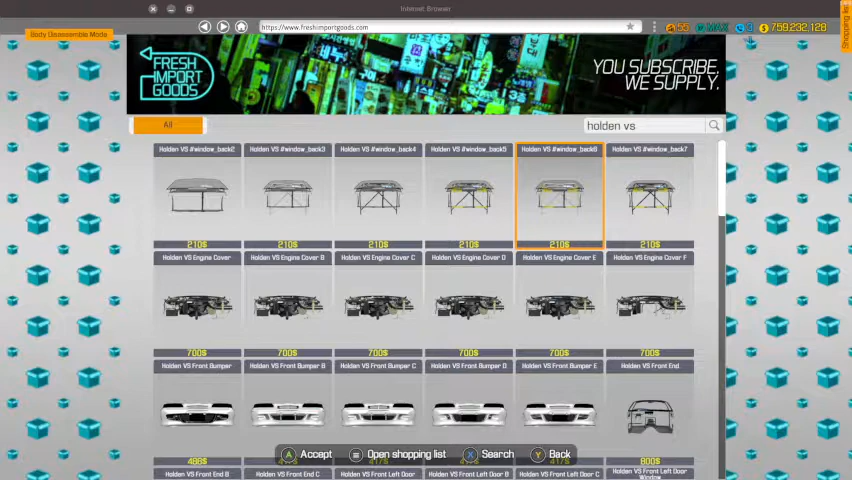 Internet Browser
https://www.freshimportgoods.com
55
MAX
3
759,232,128
Shopping list
Body Disassemble Mode
FRESH
IMPORT
GOODS
YOU SUBSCRIBE.
WE SUPPLY.
All
holden vs
Holden VS #window_back2
Holden VS #window_back3
Holden VS #window_back4
Holden VS #window_back5
Holden VS #window_back6
Holden VS #window_back7
210$
210$
210$
210$
210$
210$
Holden VS Engine Cover
Holden VS Engine Cover B
Holden VS Engine Cover C
Holden VS Engine Cover D
Holden VS Engine Cover E
Holden VS Engine Cover F
700$
700$
700$
700$
700$
700$
Holden VS Front Bumper
Holden VS Front Bumper B
Holden VS Front Bumper C
Holden VS Front Bumper D
Holden VS Front Bumper E
Holden VS Front End
800$
A Accept
Open shopping list
X Search
Y Back
Holden VS Front End B
Holden VS Front End C
Holden VS Front Left Door
Holden VS Front Left Door B
Holden VS Front Left Door C
Holden VS Front Left Door
Window